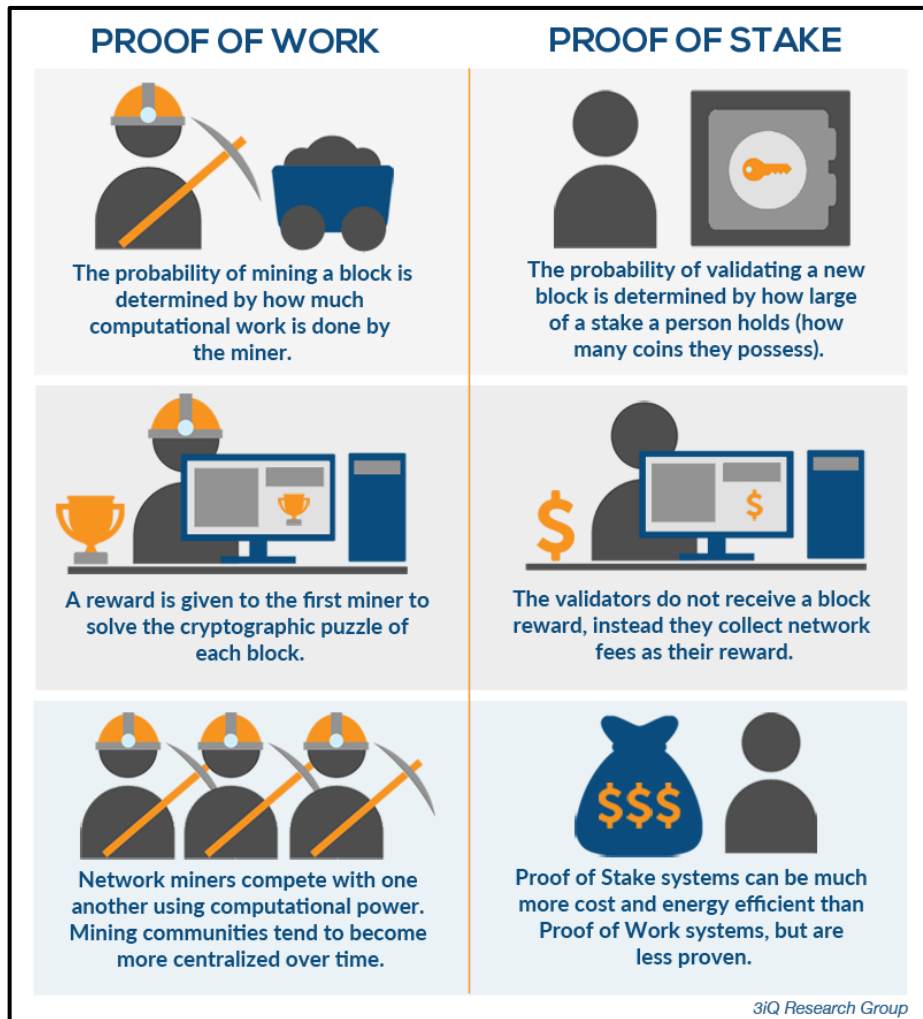 PROOF OF WORK
PROOF OF STAKE
The probability of mining a block is
determined by how much
computational work is done by
the miner.
The probability of validating a new
block is determined by how large
of a stake a person holds (how
many coins they possess).
A reward is given to the first miner to
solve the cryptographic puzzle of
each block.
$
$
The validators do not receive a block
reward, instead they collect network
fees as their reward.
Network miners compete with one
another using computational power.
Mining communities tend to become
more centralized over time.
$$$
Proof of Stake systems can be much
more cost and energy efficient than
Proof of Work systems, but are
less proven.
3iQ Research Group